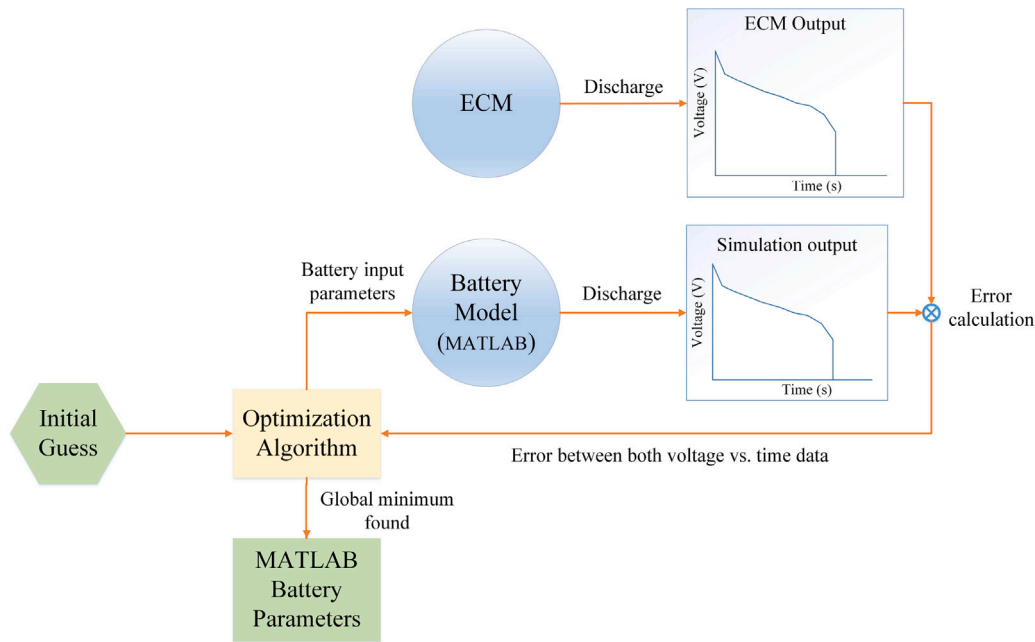 ECM
Discharge
ECM Output
Voltage (V)
Time (s)
Battery input
parameters
Battery
Model
(MATLAB)
Discharge
Simulation output
Voltage (V)
Time (s)
Error
calculation
Initial
Guess
Optimization
Algorithm
Error between both voltage vs. time data
Global minimum
found
MATLAB
Battery
Parameters